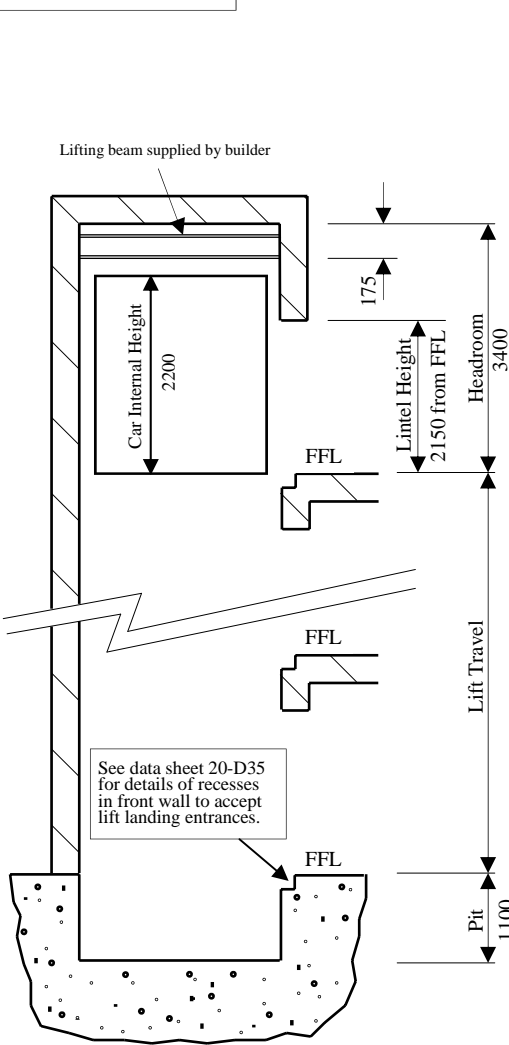 Lifting beam supplied by builder
175
Car Internal Height
2200
Lintel Height
2150 from FFL
Headroom
3400
FFL
FFL
Lift Travel
See data sheet 20-D35
for details of recesses
in front wall to accept
lift landing entrances.
FFL
Pit
1100